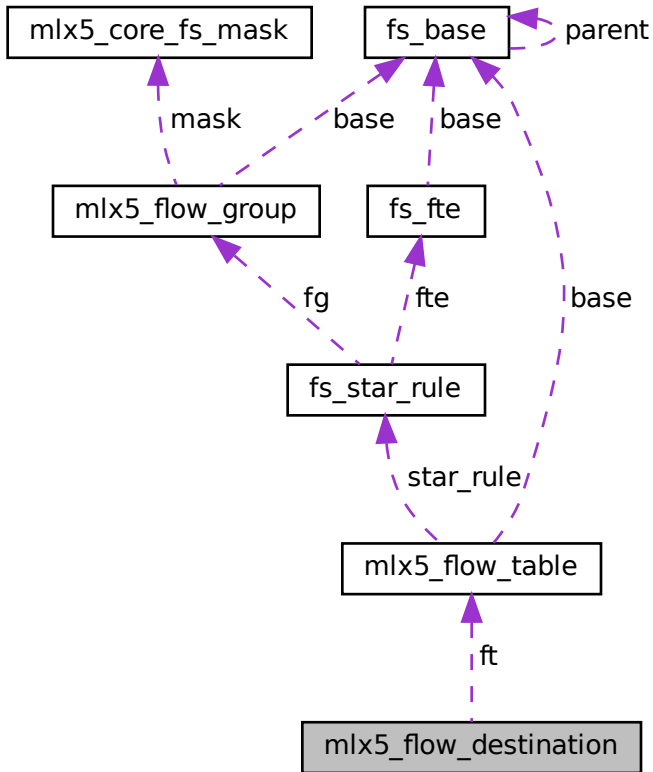 mlx5_core_fs_mask
fs_base
parent
mask
base
base
mlx5_flow_group
fs_fte
fg
fte
base
fs_star_rule
star_rule
mlx5_flow_table
ft
mlx5_flow_destination